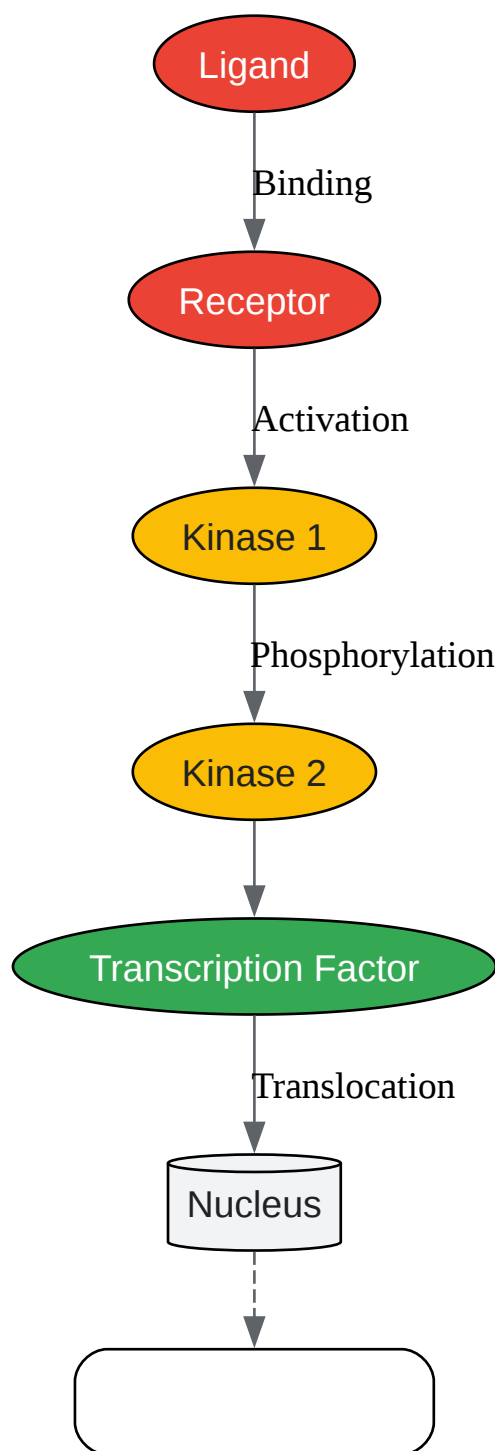 Ligand
Binding
Receptor
Activation
Kinase 1
Phosphorylation
Kinase 2
Transcription Factor
Translocation
Nucleus